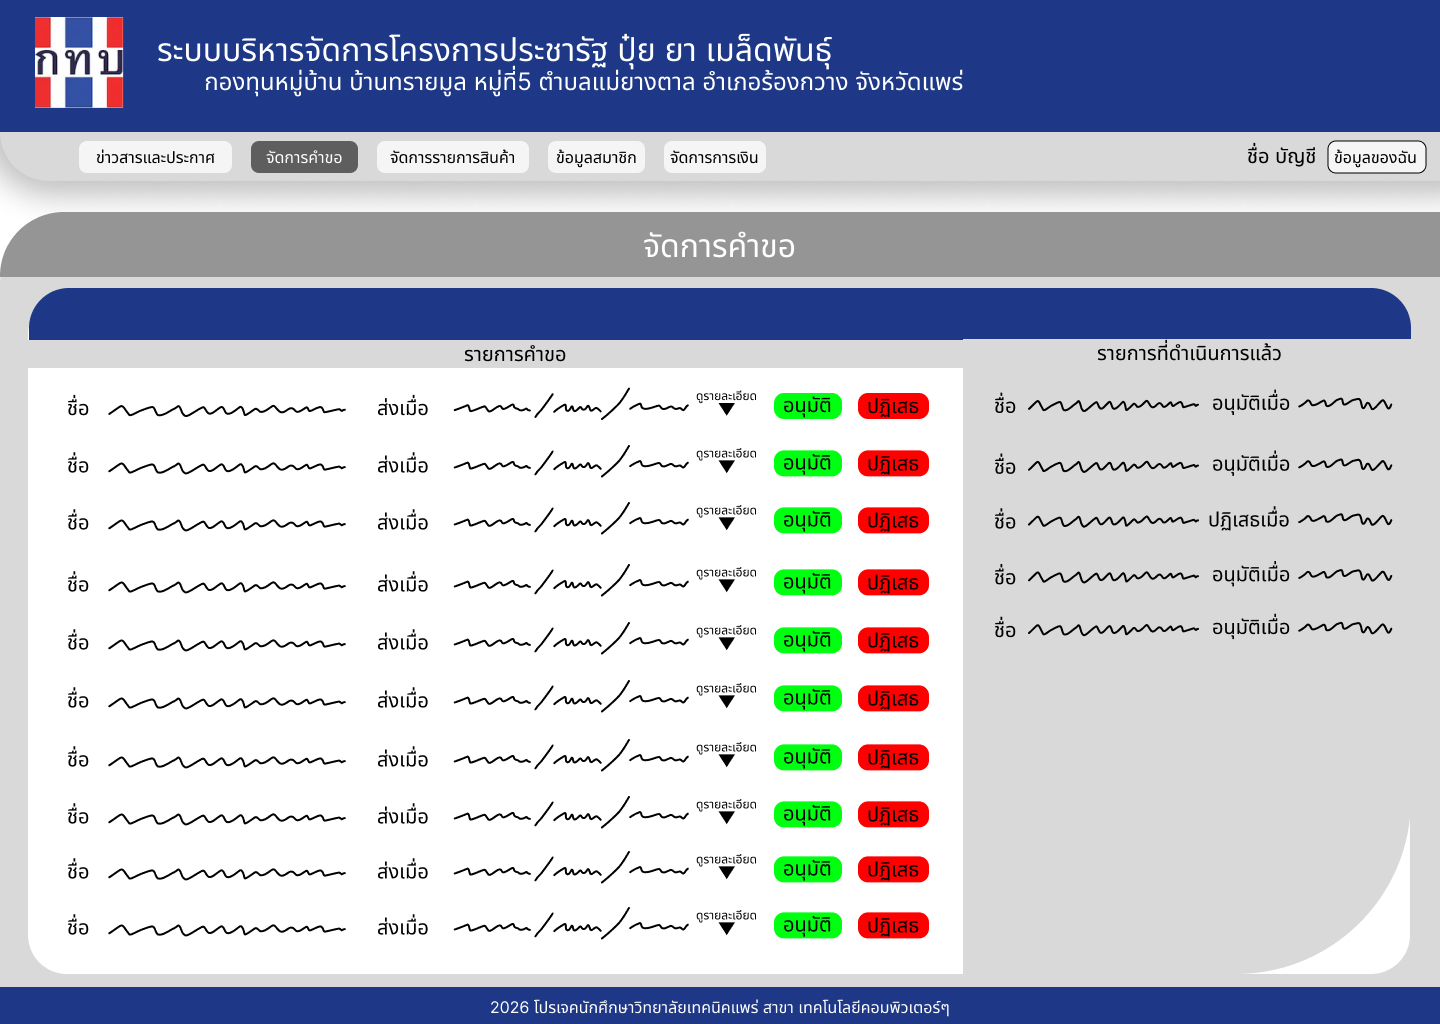 กทบ
ระบบบริหารจัดการโครงการประชารัฐ ปุ๋ย ยา เมล็ดพันธุ์
กองทุนหมู่บ้าน บ้านทรายมูล หมู่ที่5 ตำบลแม่ยางตาล อำเภอร้องกวาง จังหวัดแพร่
ข่าวสารและประกาศ จัดการคำขอ จัดการรายการสินค้า ข้อมูลสมาชิก จัดการการเงิน ชื่อ บัญชี ข้อมูลของฉัน
จัดการคำขอ
รายการคำขอ
ชื่อ ส่งเมื่อ ดูรายละเอียด อนุมัติ ปฏิเสธ
ชื่อ ส่งเมื่อ ดูรายละเอียด อนุมัติ ปฏิเสธ
ชื่อ ส่งเมื่อ ดูรายละเอียด อนุมัติ ปฏิเสธ
ชื่อ ส่งเมื่อ ดูรายละเอียด อนุมัติ ปฏิเสธ
ชื่อ ส่งเมื่อ ดูรายละเอียด อนุมัติ ปฏิเสธ
ชื่อ ส่งเมื่อ ดูรายละเอียด อนุมัติ ปฏิเสธ
ชื่อ ส่งเมื่อ ดูรายละเอียด อนุมัติ ปฏิเสธ
ชื่อ ส่งเมื่อ ดูรายละเอียด อนุมัติ ปฏิเสธ
ชื่อ ส่งเมื่อ ดูรายละเอียด อนุมัติ ปฏิเสธ
ชื่อ ส่งเมื่อ ดูรายละเอียด อนุมัติ ปฏิเสธ
รายการที่ดำเนินการแล้ว
ชื่อ อนุมัติเมื่อ
ชื่อ อนุมัติเมื่อ
ชื่อ ปฏิเสธเมื่อ
ชื่อ อนุมัติเมื่อ
ชื่อ อนุมัติเมื่อ
2026 โปรเจคนักศึกษาวิทยาลัยเทคนิคแพร่ สาขา เทคโนโลยีคอมพิวเตอร์ๆ